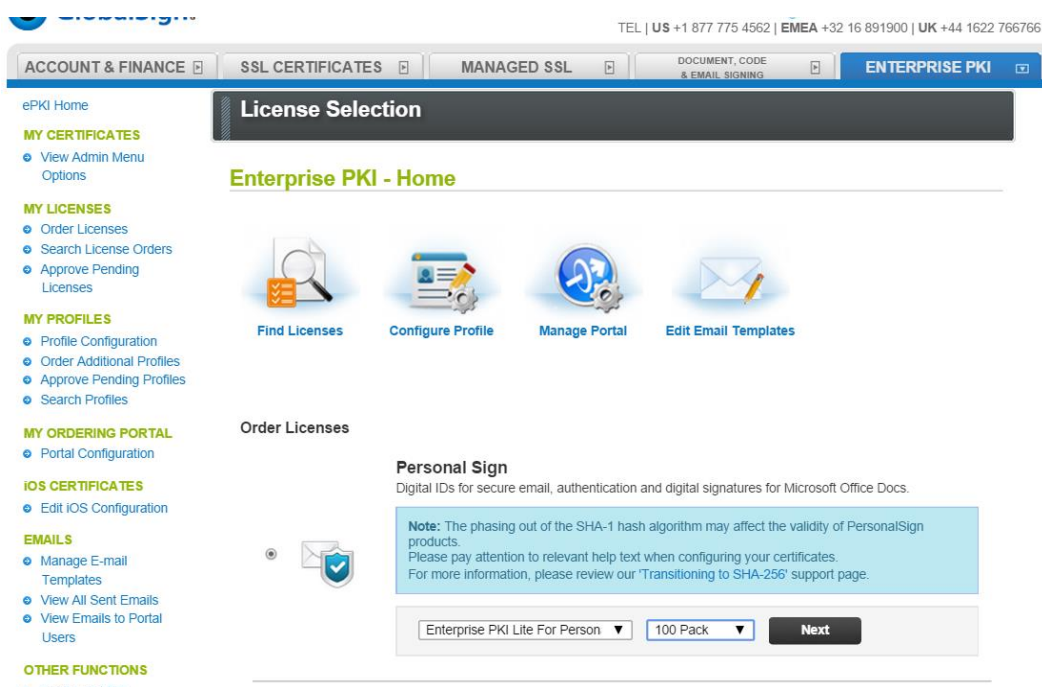 GlobalSign
TEL | US +1 877 775 4562 | EMEA +32 16 891900 | UK +44 1622 766766
ACCOUNT & FINANCE
SSL CERTIFICATES
MANAGED SSL
DOCUMENT, CODE
& EMAIL SIGNING
ENTERPRISE PKI
ePKI Home
MY CERTIFICATES
View Admin Menu
Options
MY LICENSES
Order Licenses
Search License Orders
Approve Pending
Licenses
MY PROFILES
Profile Configuration
Order Additional Profiles
Approve Pending Profiles
Search Profiles
MY ORDERING PORTAL
Portal Configuration
iOS CERTIFICATES
Edit iOS Configuration
EMAILS
Manage E-mail
Templates
View All Sent Emails
View Emails to Portal
Users
OTHER FUNCTIONS
License Selection
Enterprise PKI - Home
Find Licenses
Configure Profile
Manage Portal
Edit Email Templates
Order Licenses
Personal Sign
Digital IDs for secure email, authentication and digital signatures for Microsoft Office Docs.
Note: The phasing out of the SHA-1 hash algorithm may affect the validity of PersonalSign
products.
Please pay attention to relevant help text when configuring your certificates.
For more information, please review our 'Transitioning to SHA-256' support page.
Enterprise PKI Lite For Person
100 Pack
Next